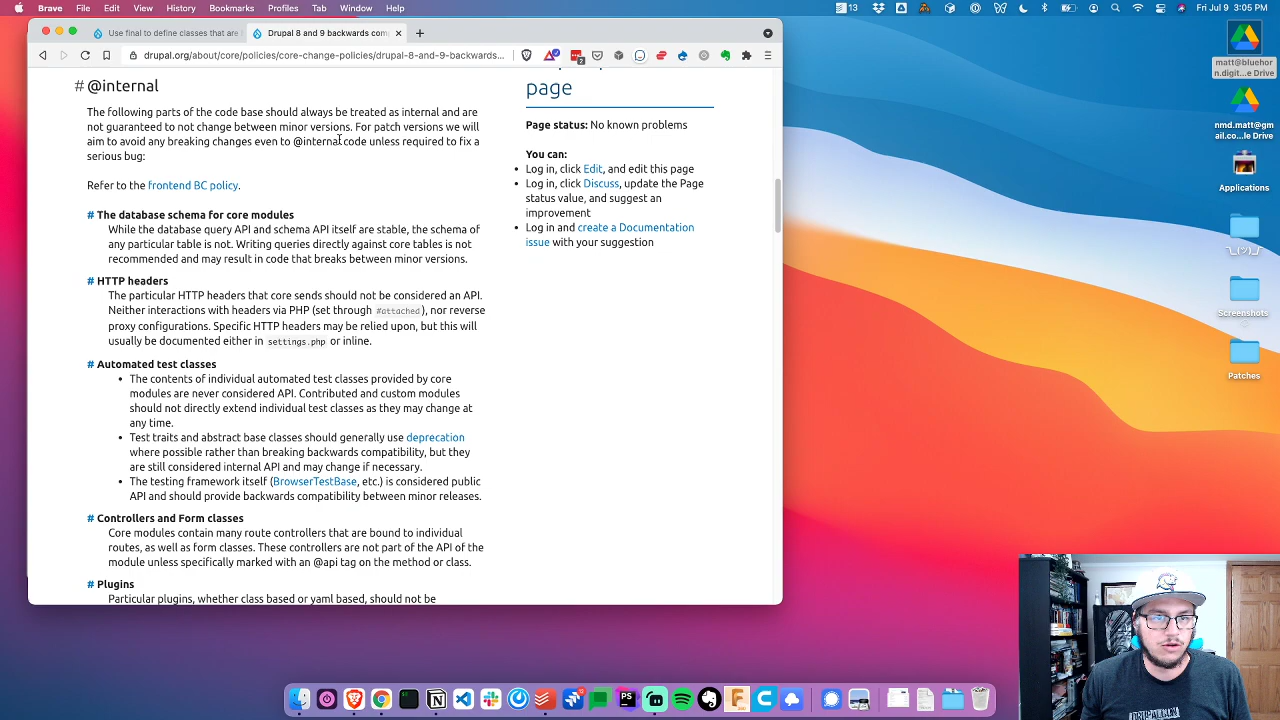 Brave File Edit View History Bookmarks Profiles Tab Window Help
13
Fri Jul 9 3:05 PM
Use final to define classes that are
Drupal 8 and 9 backwards com
drupal.org/about/core/policies/core-change-policies/drupal-8-and-9-backwards...
# @internal
The following parts of the code base should always be treated as internal and are
not guaranteed to not change between minor versions. For patch versions we will
aim to avoid any breaking changes even to @internal code unless required to fix a
serious bug:
Refer to the frontend BC policy.
# The database schema for core modules
While the database query API and schema API itself are stable, the schema of
any particular table is not. Writing queries directly against core tables is not
recommended and may result in code that breaks between minor versions.
# HTTP headers
The particular HTTP headers that core sends should not be considered an API.
Neither interactions with headers via PHP (set through #attached), nor reverse
proxy configurations. Specific HTTP headers may be relied upon, but this will
usually be documented either in settings.php or inline.
# Automated test classes
• The contents of individual automated test classes provided by core
modules are never considered API. Contributed and custom modules
should not directly extend individual test classes as they may change at
any time.
• Test traits and abstract base classes should generally use deprecation
where possible rather than breaking backwards compatibility, but they
are still considered internal API and may change if necessary.
• The testing framework itself (BrowserTestBase, etc.) is considered public
API and should provide backwards compatibility between minor releases.
# Controllers and Form classes
Core modules contain many route controllers that are bound to individual
routes, as well as form classes. These controllers are not part of the API of the
module unless specifically marked with an @api tag on the method or class.
# Plugins
Particular plugins, whether class based or yaml based, should not be
page
Page status: No known problems
You can:
• Log in, click Edit, and edit this page
• Log in, click Discuss, update the Page
status value, and suggest an
improvement
• Log in and create a Documentation
issue with your suggestion
matt@bluehor
n.digit...e Drive
nmd.matt@gm
ail.co...le Drive
Applications
¯\_(ツ)_/¯
Screenshots
Patches